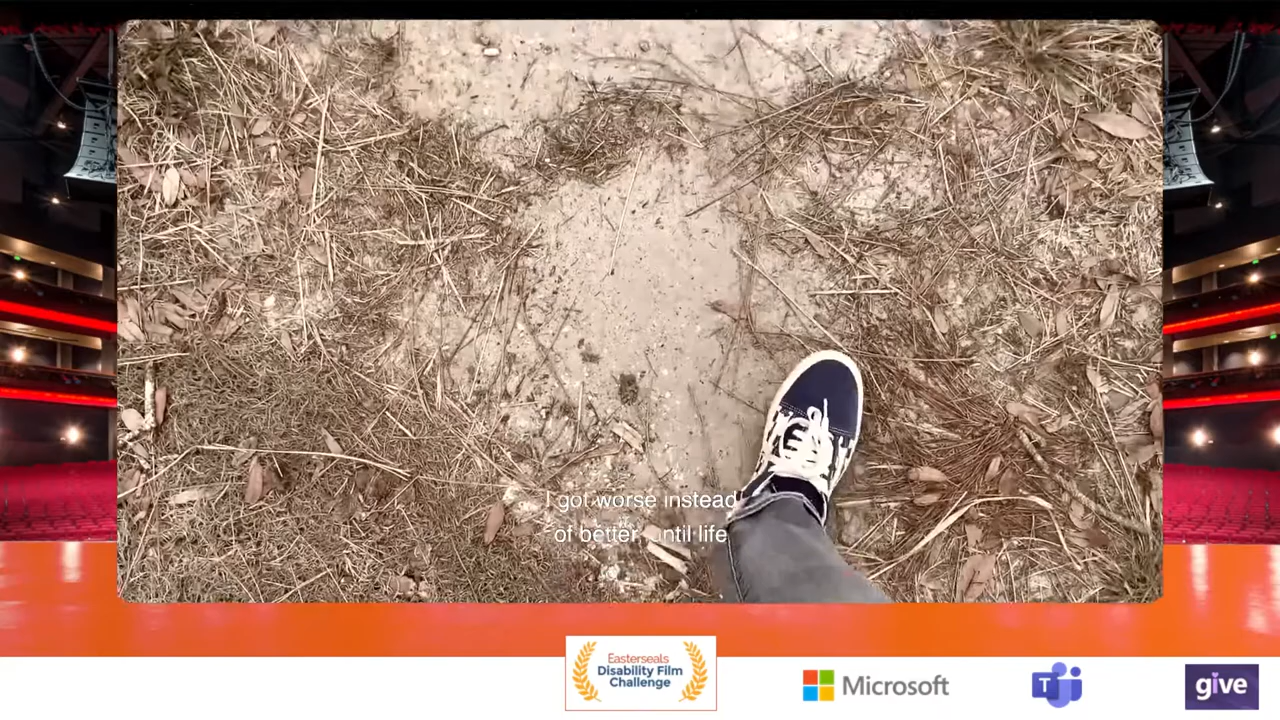 I got worse instead
of better until life
Easterseals
Disability Film
Challenge
Microsoft
T
give